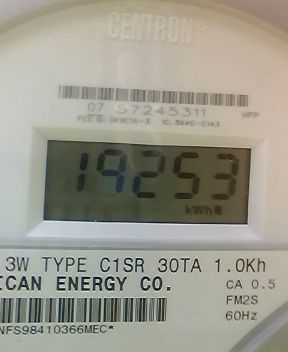 CENTRON®
07 57245311 HPP
19253
kWh
3W TYPE C1SR 30TA 1.0Kh
ICAN ENERGY CO. CA 0.5
FM2S
60Hz
NFS98410366MEC*